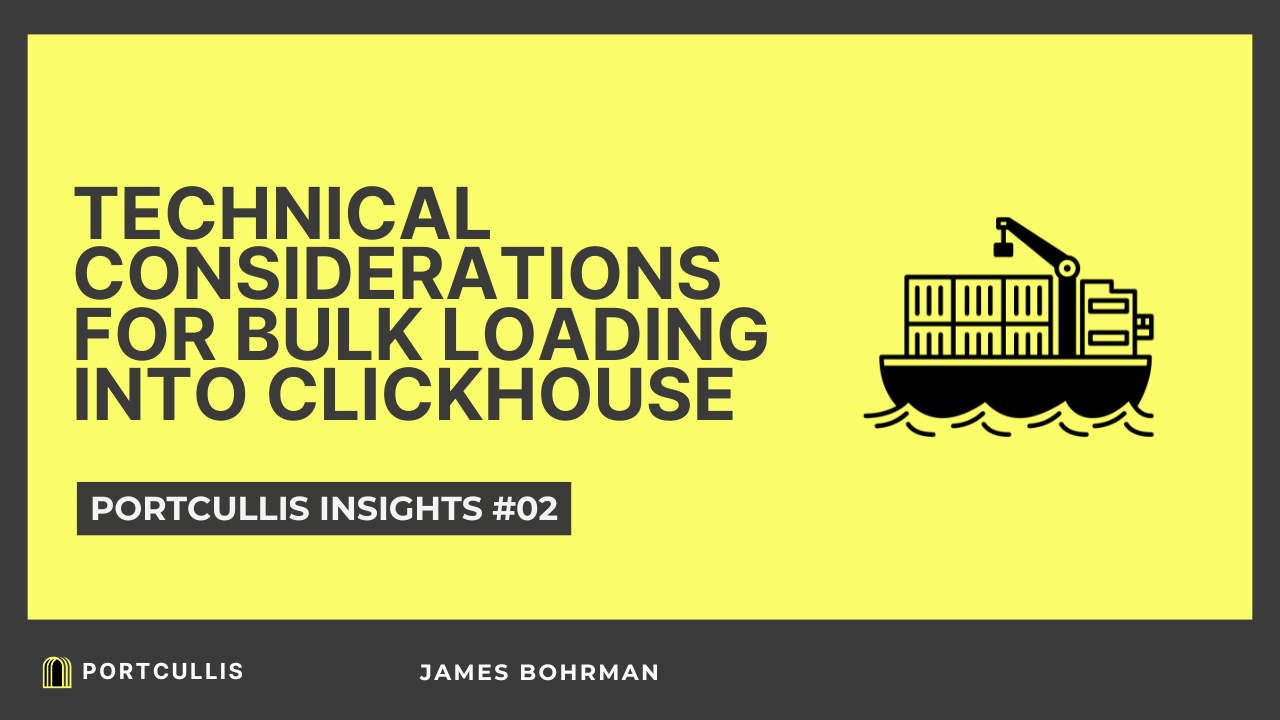 TECHNICAL
CONSIDERATIONS
FOR BULK LOADING
INTO CLICKHOUSE
PORTCULLIS INSIGHTS #02
PORTCULLIS
JAMES BOHRMAN